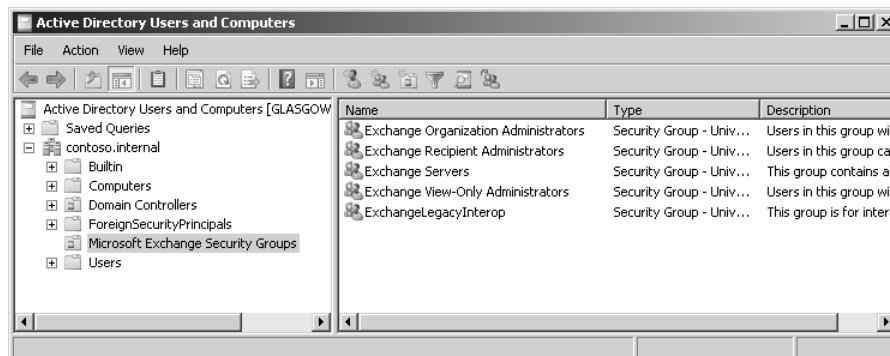 Active Directory Users and Computers
File Action View Help
Active Directory Users and Computers [GLASGOW
Saved Queries
contoso.internal
Builtin
Computers
Domain Controllers
ForeignSecurityPrincipals
Microsoft Exchange Security Groups
Users
Name Type Description
Exchange Organization Administrators Security Group - Univ... Users in this group wi
Exchange Recipient Administrators Security Group - Univ... Users in this group ca
Exchange Servers Security Group - Univ... This group contains a
Exchange View-Only Administrators Security Group - Univ... Users in this group wi
ExchangeLegacyInterop Security Group - Univ... This group is for inter